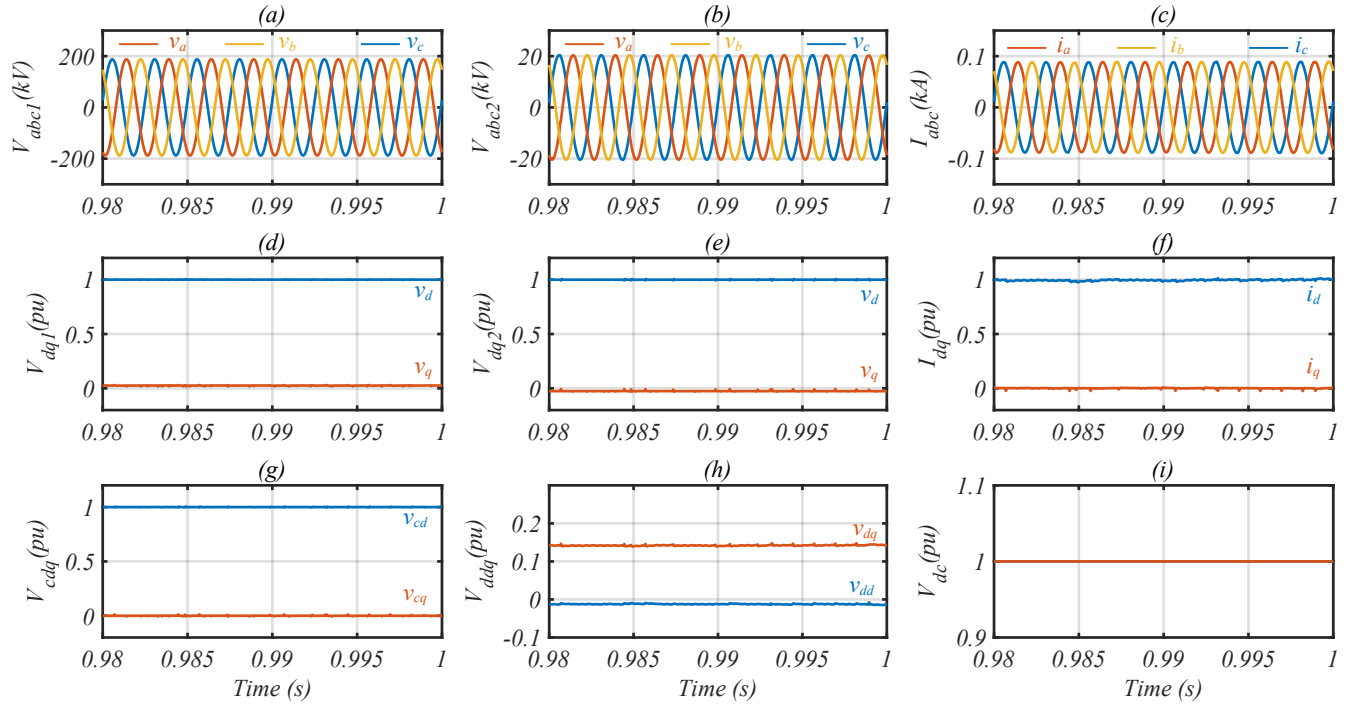 (a)
v_a v_b v_c
V_abc1(kV)
200
0
-200
0.98 0.985 0.99 0.995 1
(b)
v_a v_b v_c
V_abc2(kV)
20
0
-20
0.98 0.985 0.99 0.995 1
(c)
i_a i_b i_c
I_abc(kA)
0.1
0
-0.1
0.98 0.985 0.99 0.995 1
(d)
V_dq1(pu)
1
0.5
0
v_d
v_q
0.98 0.985 0.99 0.995 1
(e)
V_dq2(pu)
1
0.5
0
v_d
v_q
0.98 0.985 0.99 0.995 1
(f)
I_dq(pu)
1
0.5
0
i_d
i_q
0.98 0.985 0.99 0.995 1
(g)
V_cdq(pu)
1
0.5
0
v_cd
v_cq
0.98 0.985 0.99 0.995 1
Time (s)
(h)
V_ddq(pu)
0.2
0.1
0
-0.1
v_dq
v_dd
0.98 0.985 0.99 0.995 1
Time (s)
(i)
V_dc(pu)
1.1
1
0.9
0.98 0.985 0.99 0.995 1
Time (s)